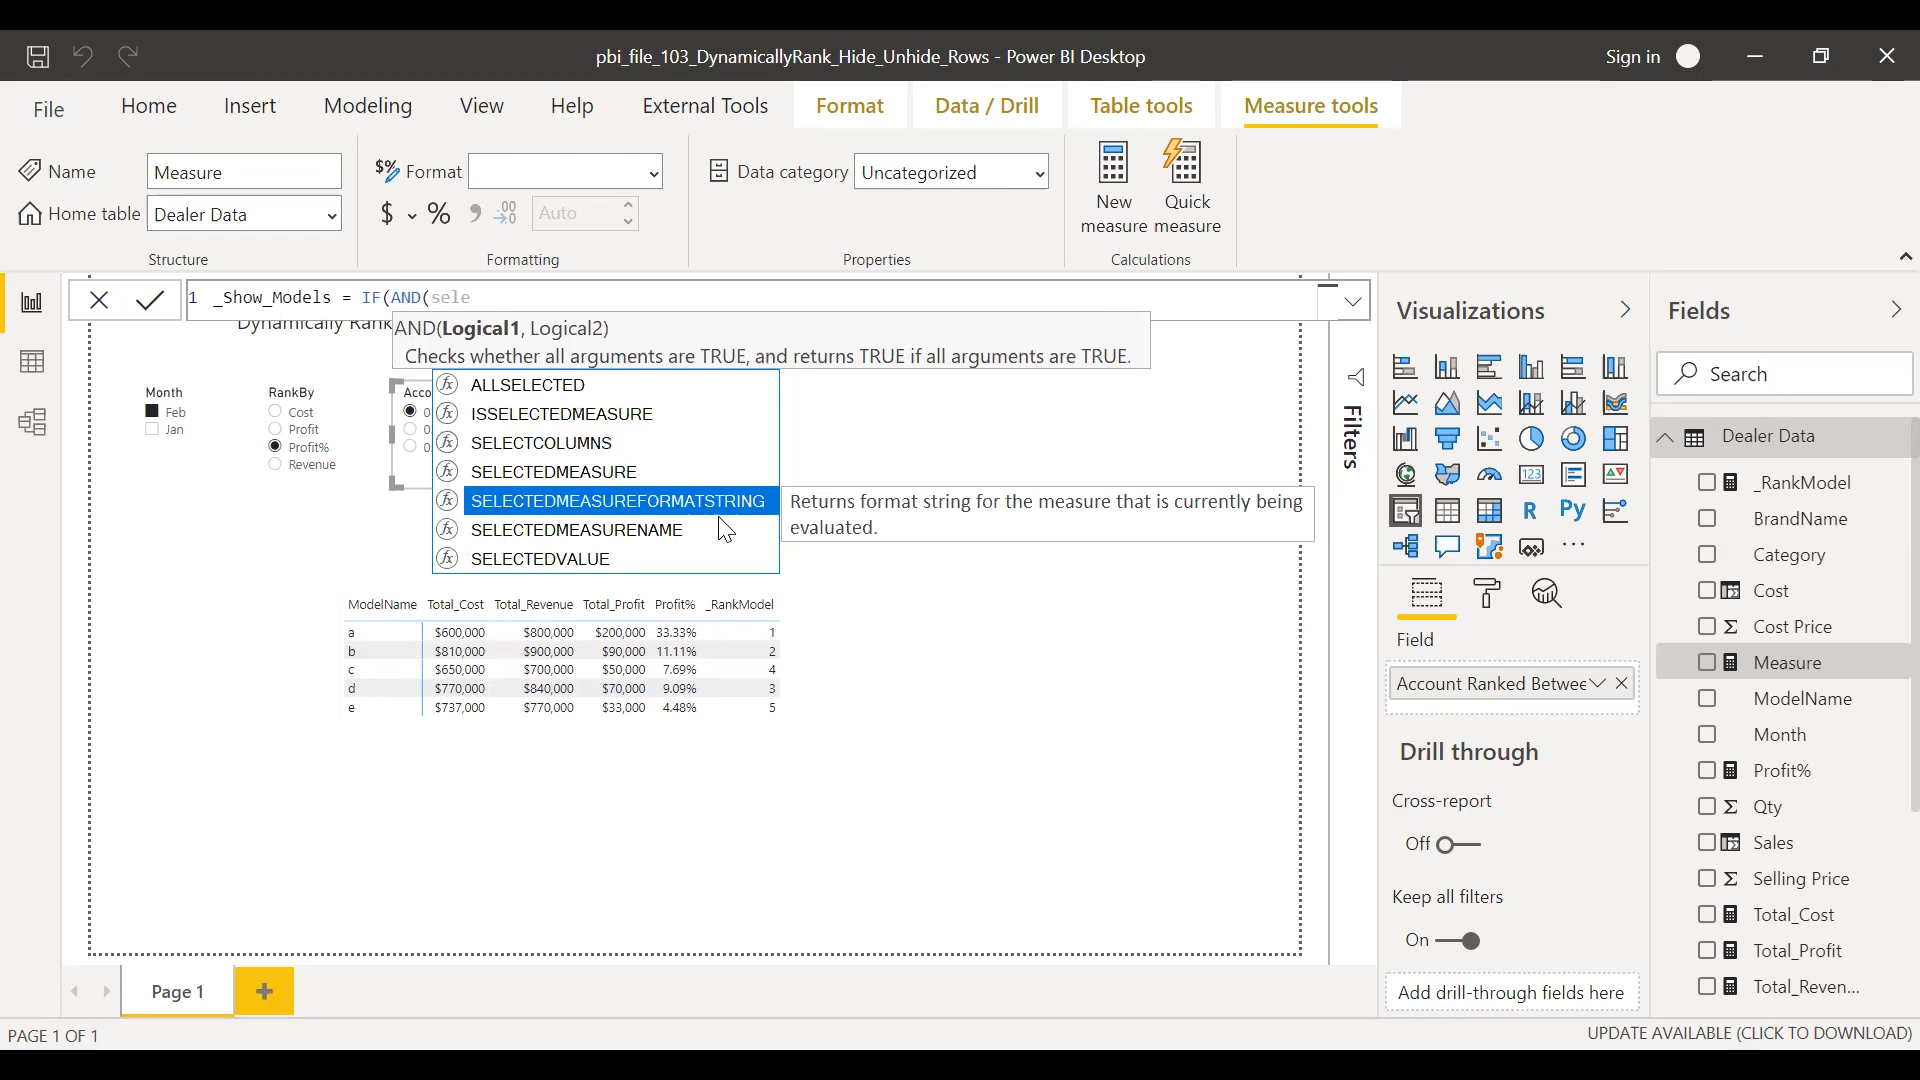 pbi_file_103_DynamicallyRank_Hide_Unhide_Rows - Power BI Desktop
Sign in
File
Home
Insert
Modeling
View
Help
External Tools
Format
Data / Drill
Table tools
Measure tools
Name
Measure
Format
Data category
Uncategorized
Home table
Dealer Data
$
%
Auto
New measure
Quick measure
Structure
Formatting
Properties
Calculations
1 _Show_Models = IF(AND(sele
AND(Logical1, Logical2)
Checks whether all arguments are TRUE, and returns TRUE if all arguments are TRUE.
ALLSELECTED
ISSELECTEDMEASURE
SELECTCOLUMNS
SELECTEDMEASURE
SELECTEDMEASUREFORMATSTRING
SELECTEDMEASURENAME
SELECTEDVALUE
Returns format string for the measure that is currently being
evaluated.
Dynamically Rank
Month
Feb
Jan
RankBy
Cost
Profit
Profit%
Revenue
Acco
0
0
0
ModelName Total_Cost Total_Revenue Total_Profit Profit% _RankModel
a $600,000 $800,000 $200,000 33.33% 1
b $810,000 $900,000 $90,000 11.11% 2
c $650,000 $700,000 $50,000 7.69% 4
d $770,000 $840,000 $70,000 9.09% 3
e $737,000 $770,000 $33,000 4.48% 5
Filters
Visualizations
R
Py
Field
Account Ranked Betwee
Drill through
Cross-report
Off
Keep all filters
On
Add drill-through fields here
Fields
Search
Dealer Data
_RankModel
BrandName
Category
Cost
Cost Price
Measure
ModelName
Month
Profit%
Qty
Sales
Selling Price
Total_Cost
Total_Profit
Total_Reven...
Page 1
PAGE 1 OF 1
UPDATE AVAILABLE (CLICK TO DOWNLOAD)